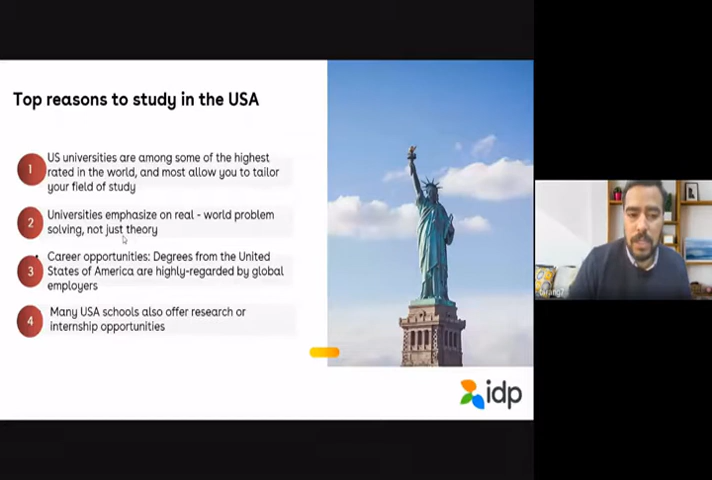 Top reasons to study in the USA
1
US universities are among some of the highest
rated in the world, and most allow you to tailor
your field of study
2
Universities emphasize on real - world problem
solving, not just theory
3
Career opportunities: Degrees from the United
States of America are highly-regarded by global
employers
4
Many USA schools also offer research or
internship opportunities
idp